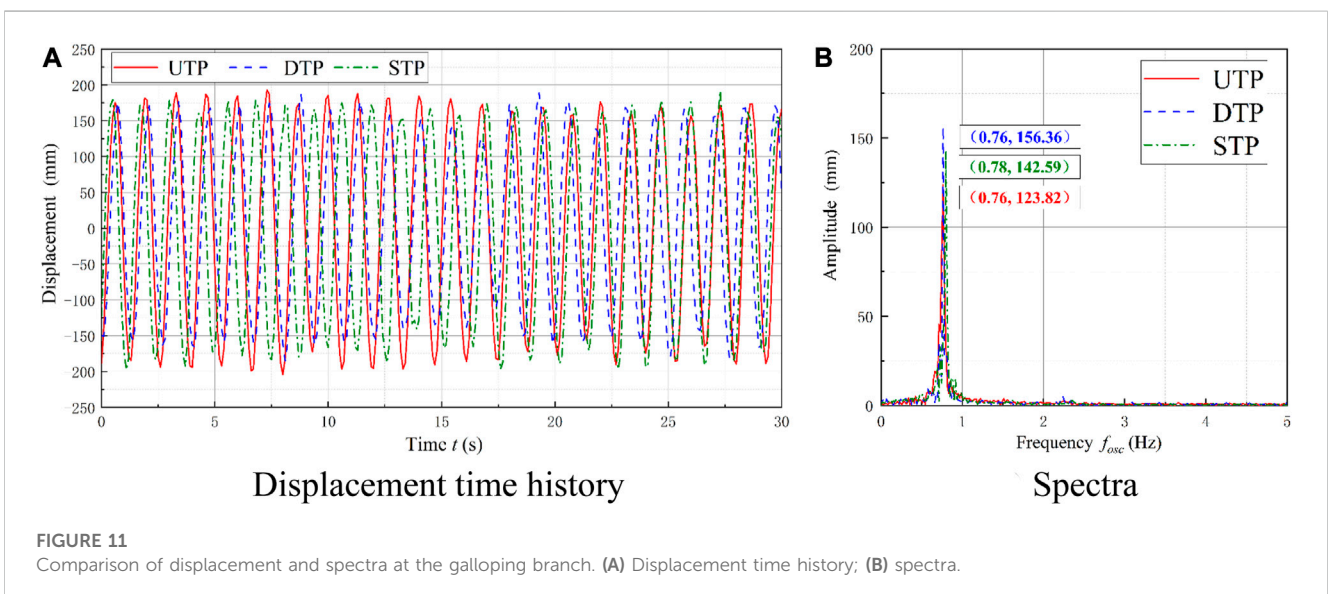 A
250
200
150
100
50
0
−50
−100
−150
−200
−250
UTP DTP STP
Displacement (mm)
0 5 10 15 20 25 30
Time t (s)
Displacement time history
B
200
150
100
50
0
UTP
DTP
STP
(0.76, 156.36)
(0.78, 142.59)
(0.76, 123.82)
Amplitude (mm)
0 1 2 3 4 5
Frequency fosc (Hz)
Spectra
FIGURE 11
Comparison of displacement and spectra at the galloping branch. (A) Displacement time history; (B) spectra.